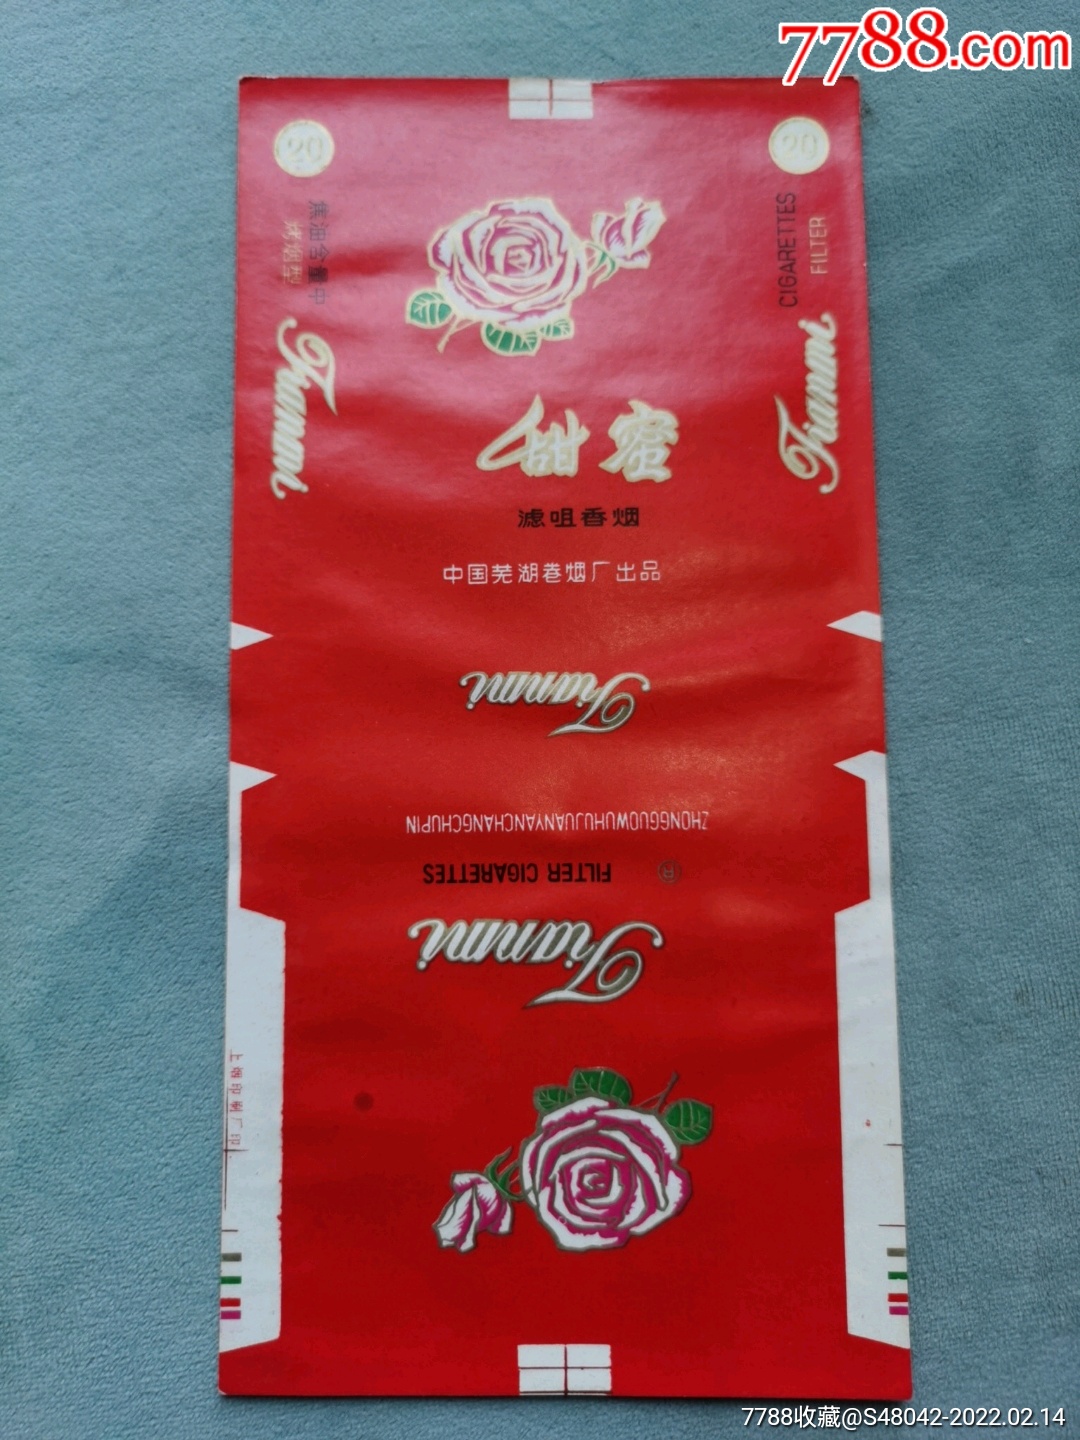 7788.com
20
焦油含量中
烤烟型
Tianmi
20
CIGARETTES
FILTER
Tianmi
甜蜜
滤咀香烟
中国芜湖卷烟厂出品
Tianmi
ZHONGGUOWUHUJUANYANCHANGCHUPIN
FILTER CIGARETTES
®
Tianmi
上烟印刷厂印
7788收藏@S48042-2022.02.14